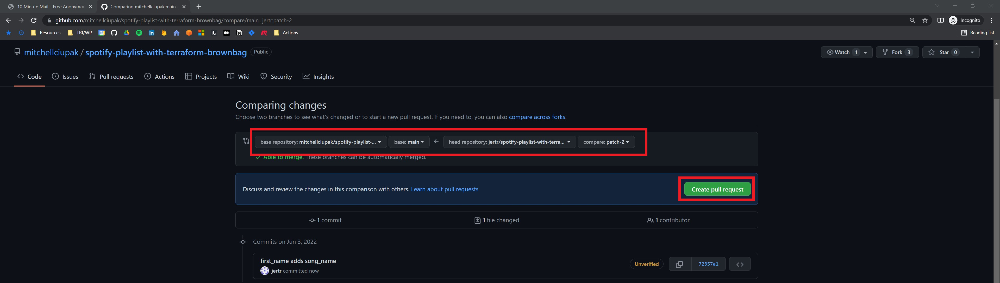 10 Minute Mail - Free Anonymou
Comparing mitchellciupak:main...
github.com/mitchellciupak/spotify-playlist-with-terraform-brownbag/compare/main...jertr:patch-2
Incognito
Resources
TRI/WP
Actions
Reading list
mitchellciupak / spotify-playlist-with-terraform-brownbag Public
Watch 1
Fork 3
Star 0
Code
Issues
Pull requests
Actions
Projects
Wiki
Security
Insights
Comparing changes
Choose two branches to see what's changed or to start a new pull request. If you need to, you can also compare across forks.
base repository: mitchellciupak/spotify-playlist-...
base: main
head repository: jertr/spotify-playlist-with-terra...
compare: patch-2
Able to merge. These branches can be automatically merged.
Discuss and review the changes in this comparison with others. Learn about pull requests
Create pull request
1 commit
1 file changed
1 contributor
Commits on Jun 3, 2022
first_name adds song_name
Unverified
72357a1
jertr committed now